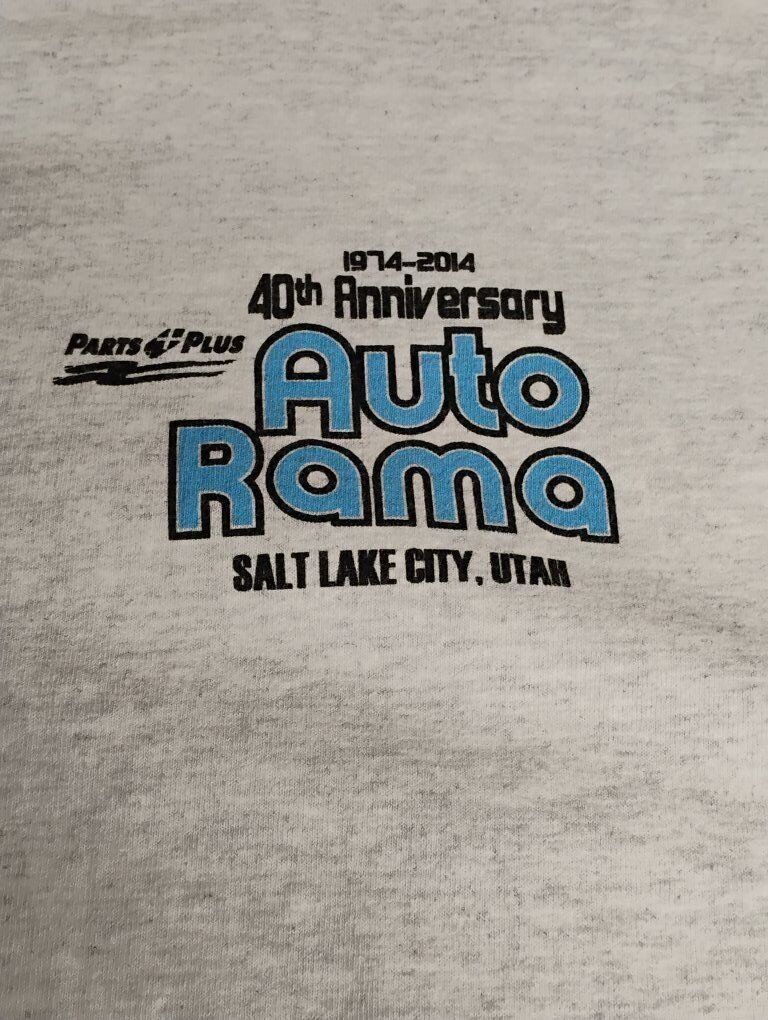 1974-2014
40th Anniversary
PARTS PLUS
Auto
Rama
SALT LAKE CITY, UTAH